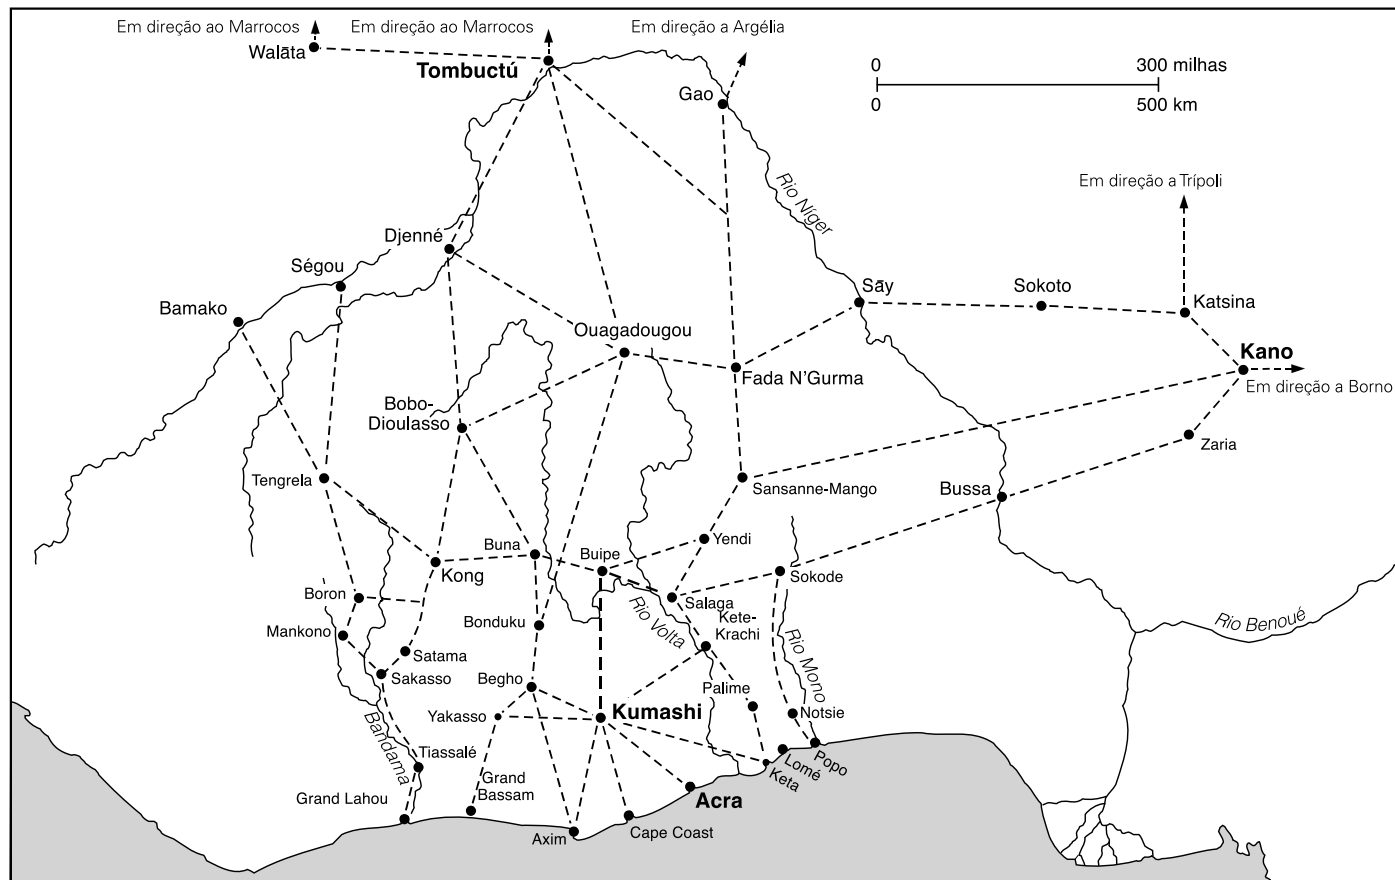 Em direção ao Marrocos
Em direção ao Marrocos
Em direção a Argélia
Walāta
Tombuctú
Gao
0
300 milhas
0
500 km
Rio Níger
Em direção a Trípoli
Djenné
Ségou
Bamako
Sāy
Sokoto
Katsina
Ouagadougou
Kano
Fada N'Gurma
Em direção a Borno
Bobo-
Dioulasso
Zaria
Tengrela
Sansanne-Mango
Bussa
Buna
Buipe
Yendi
Kong
Sokode
Boron
Salaga
Rio Volta
Kete-
Krachi
Rio Benoué
Mankono
Bonduku
Rio Mono
Satama
Sakasso
Begho
Palime
Yakasso
Kumashi
Notsie
Bandama
Tiassalé
Popo
Lomé
Keta
Grand
Bassam
Grand Lahou
Acra
Axim
Cape Coast